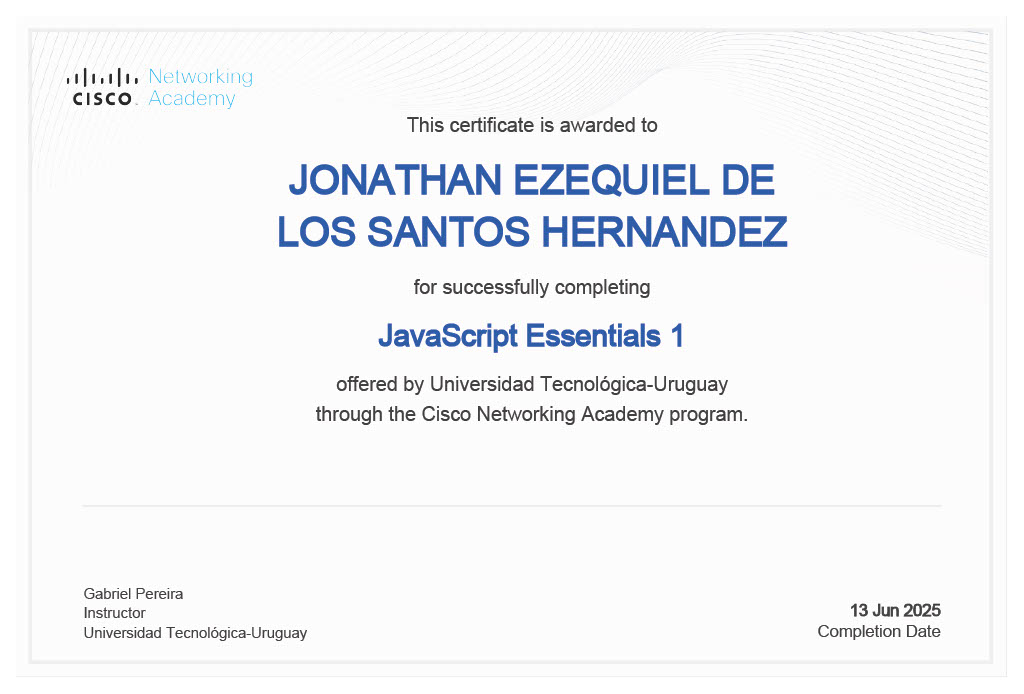 Networking
CISCO. Academy
This certificate is awarded to
JONATHAN EZEQUIEL DE
LOS SANTOS HERNANDEZ
for successfully completing
JavaScript Essentials 1
offered by Universidad Tecnológica-Uruguay
through the Cisco Networking Academy program.
Gabriel Pereira
Instructor
Universidad Tecnológica-Uruguay
13 Jun 2025
Completion Date